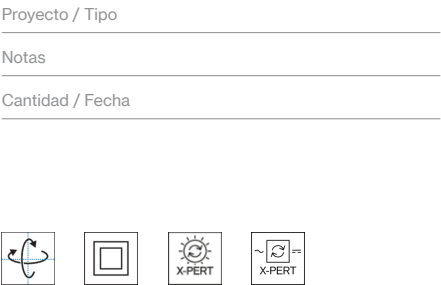 Proyecto / Tipo
Notas
Cantidad / Fecha
X-PERT
X-PERT